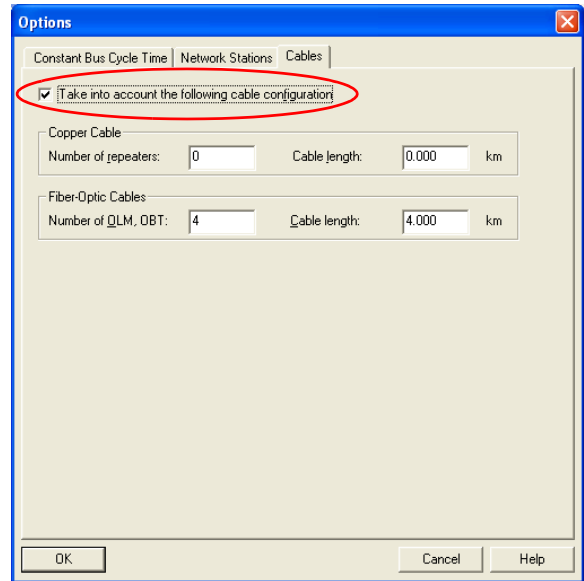 Options
Constant Bus Cycle Time Network Stations Cables
Take into account the following cable configuration
Copper Cable
Number of repeaters: 0 Cable length: 0.000 km
Fiber-Optic Cables
Number of OLM, OBT: 4 Cable length: 4.000 km
OK Cancel Help